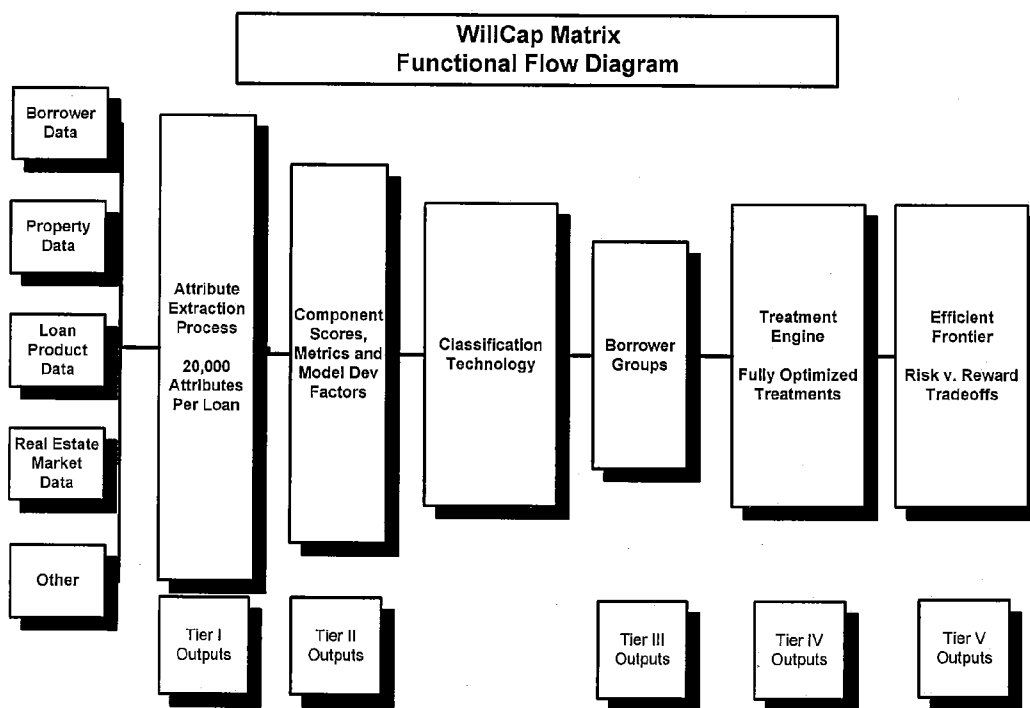 WillCap Matrix
Functional Flow Diagram
Borrower
Data
Property
Data
Loan
Product
Data
Real Estate
Market
Data
Other
Attribute
Extraction
Process
20,000
Attributes
Per Loan
Component
Scores,
Metrics and
Model Dev
Factors
Classification
Technology
Borrower
Groups
Treatment
Engine
Fully Optimized
Treatments
Efficient
Frontier
Risk v. Reward
Tradeoffs
Tier I
Outputs
Tier II
Outputs
Tier III
Outputs
Tier IV
Outputs
Tier V
Outputs